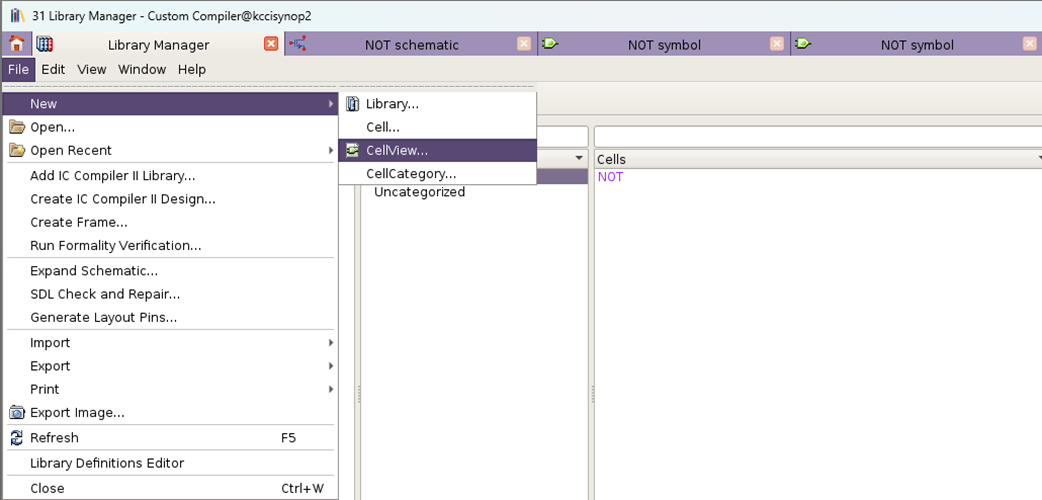 31 Library Manager - Custom Compiler@kccisynop2
Library Manager NOT schematic NOT symbol NOT symbol
File Edit View Window Help
New
Open...
Open Recent
Add IC Compiler II Library...
Create IC Compiler II Design...
Create Frame...
Run Formality Verification...
Expand Schematic...
SDL Check and Repair...
Generate Layout Pins...
Import
Export
Print
Export Image...
Refresh F5
Library Definitions Editor
Close Ctrl+W
Library...
Cell...
CellView...
CellCategory...
Uncategorized
Cells
NOT